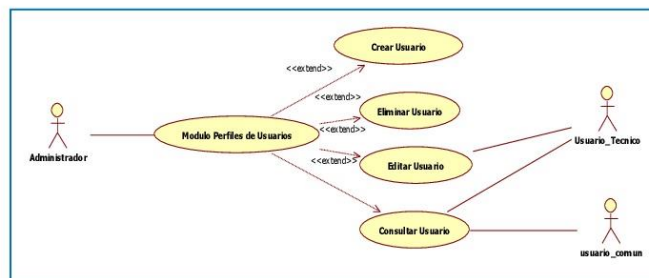 Crear Usuario
<<extend>>
<<extend>>
Eliminar Usuario
Modulo Perfiles de Usuarios
<<extend>>
Administrador
Usuario_Tecnico
<<extend>>
Editar Usuario
Consultar Usuario
usuario_comun